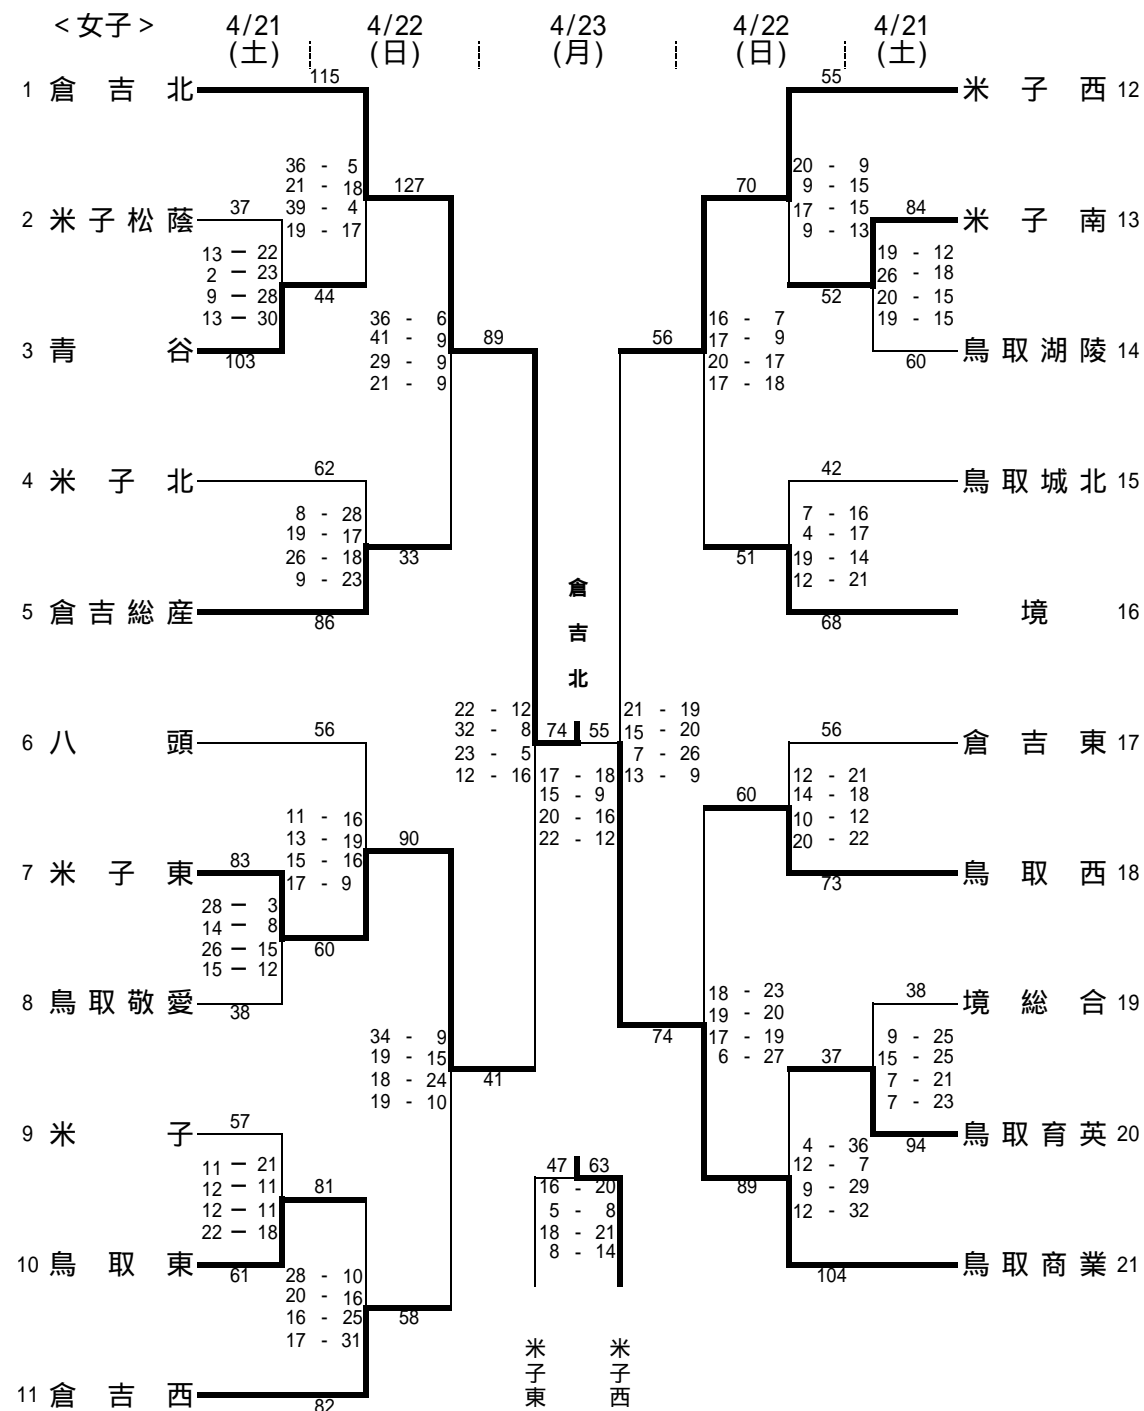 <女子> 4/21 4/22 4/23 4/22 4/21
(土) (日) (月) (日) (土)
1 倉吉北 115 55 米子西 12
36 - 5 20 - 9
21 - 18 127 70 9 - 15
2 米子松蔭 37 39 - 4 17 - 15 84 米子南 13
19 - 17 9 - 13
13 - 22 19 - 12
2 - 23 26 - 18
9 - 28 44 52 20 - 15
13 - 30 36 - 6 16 - 7 19 - 15
41 - 9 89 56 17 - 9
3 青谷 103 29 - 9 20 - 17 60 鳥取湖陵 14
21 - 9 17 - 18
4 米子北 62 42 鳥取城北 15
8 - 28 7 - 16
19 - 17 4 - 17
26 - 18 33 51 19 - 14
9 - 23 12 - 21
5 倉吉総産 86 68 境 16
倉吉北
22 - 12 21 - 19
6 八頭 56 32 - 8 74 55 15 - 20 56 倉吉東 17
23 - 5 7 - 26
12 - 16 17 - 18 13 - 9 12 - 21
15 - 9 60 14 - 18
11 - 16 20 - 16 10 - 12
13 - 19 90 22 - 12 20 - 22
7 米子東 83 15 - 16 73 鳥取西 18
17 - 9
28 - 3
14 - 8
26 - 15 60
15 - 12
8 鳥取敬愛 38 18 - 23 38 境総合 19
34 - 9 74 19 - 20 9 - 25
19 - 15 17 - 19 37 15 - 25
18 - 24 41 6 - 27 7 - 21
19 - 10 7 - 23
9 米子 57 94 鳥取育英 20
11 - 21 47 63 4 - 36
12 - 11 81 16 - 20 89 12 - 7
12 - 11 5 - 8 9 - 29
22 - 18 18 - 21 12 - 32
8 - 14
10 鳥取東 61 28 - 10 104 鳥取商業 21
20 - 16
16 - 25 58
17 - 31
米子東 米子西
11 倉吉西 82